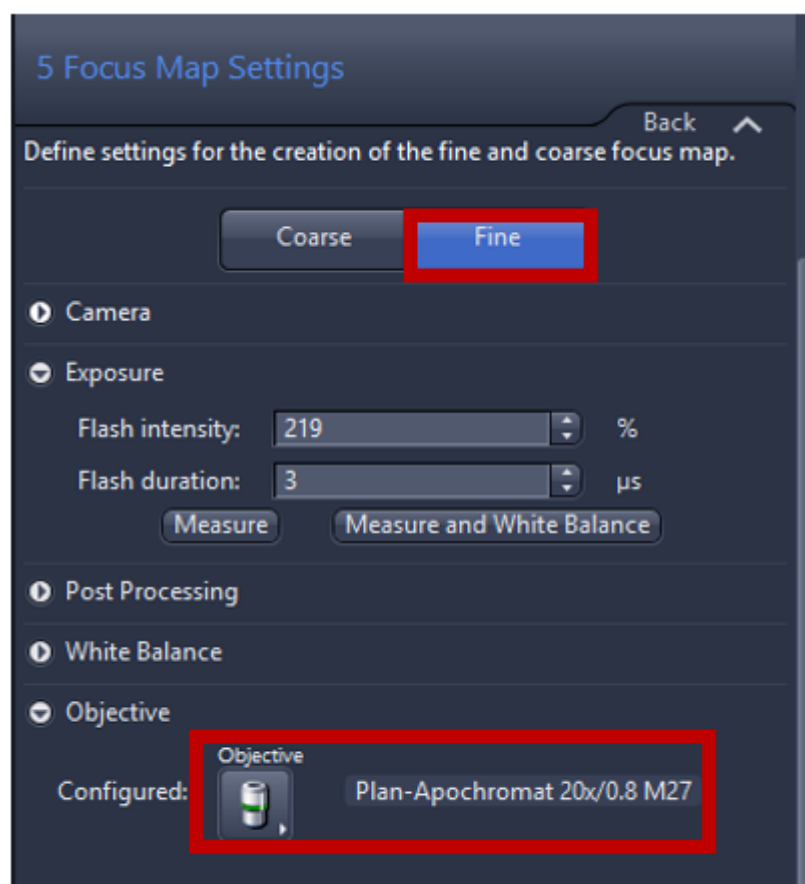 5 Focus Map Settings
Back
Define settings for the creation of the fine and coarse focus map.
Coarse Fine
Camera
Exposure
Flash intensity: 219 %
Flash duration: 3 µs
Measure Measure and White Balance
Post Processing
White Balance
Objective
Objective
Configured: Plan-Apochromat 20x/0.8 M27